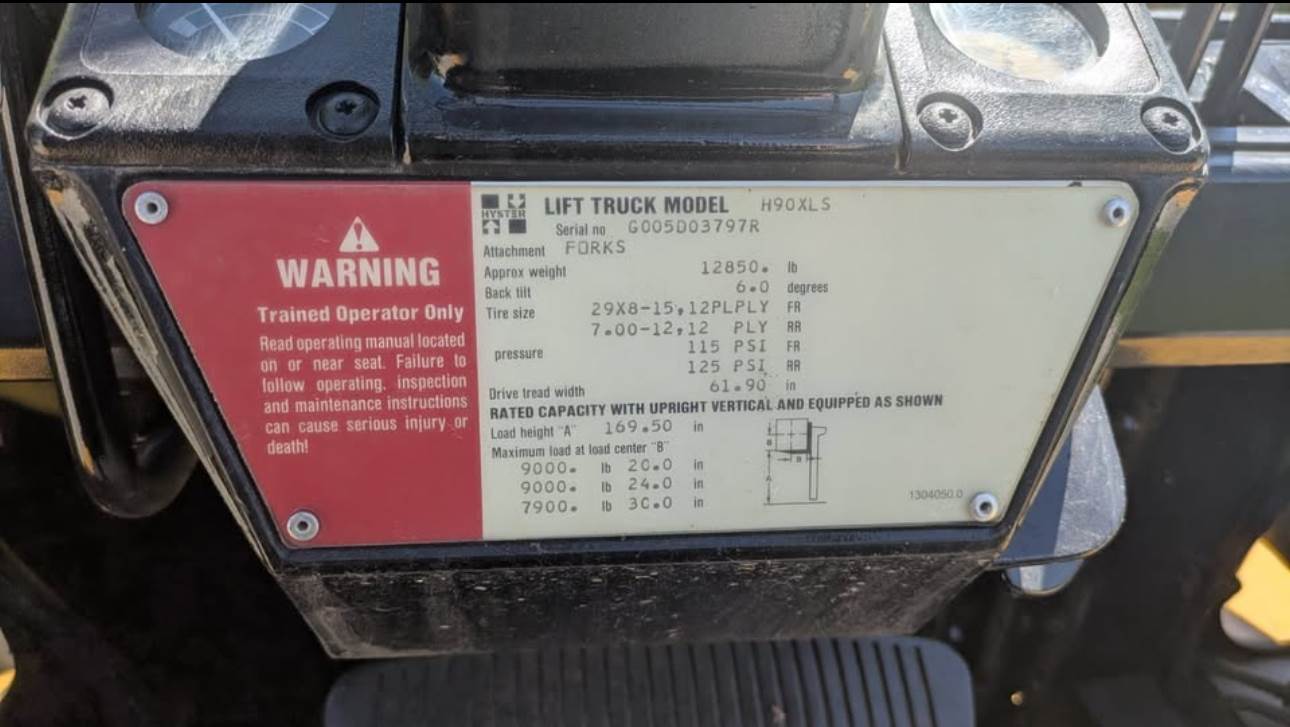 WARNING
Trained Operator Only
Read operating manual located
on or near seat. Failure to
follow operating, inspection
and maintenance instructions
can cause serious injury or
death!
HYSTER
LIFT TRUCK MODEL H90XLS
Serial no G005D03797R
Attachment FORKS
Approx weight 12850. lb
Back tilt 6.0 degrees
Tire size 29X8-15,12PLPLY FR
7.00-12,12 PLY RR
pressure 115 PSI FR
125 PSI RR
Drive tread width 61.90 in
RATED CAPACITY WITH UPRIGHT VERTICAL AND EQUIPPED AS SHOWN
Load height "A" 169.50 in
Maximum load at load center "B"
9000. lb 20.0 in
9000. lb 24.0 in
7900. lb 30.0 in
B
B
A
1304050.0